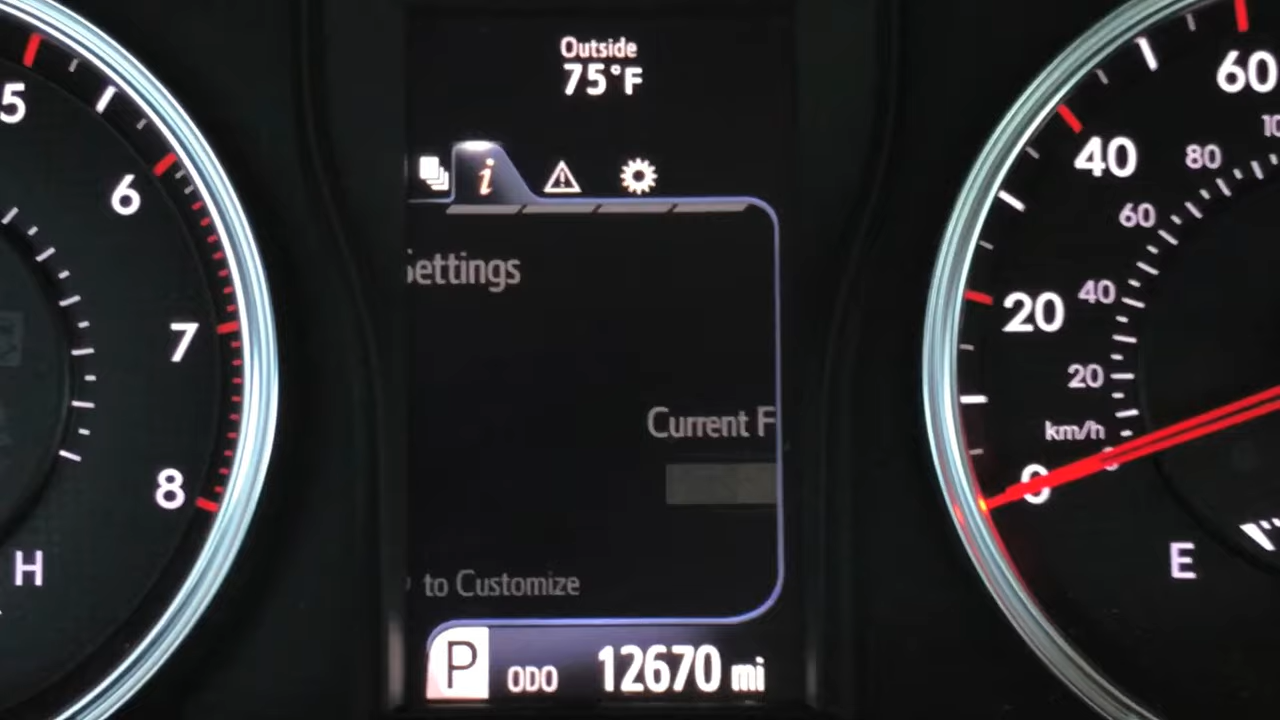 Outside
75°F
i
Settings
Current F
to Customize
P ODO 12670 mi
5
6
7
8
H
60
40
20
0
80
60
40
20
km/h
E